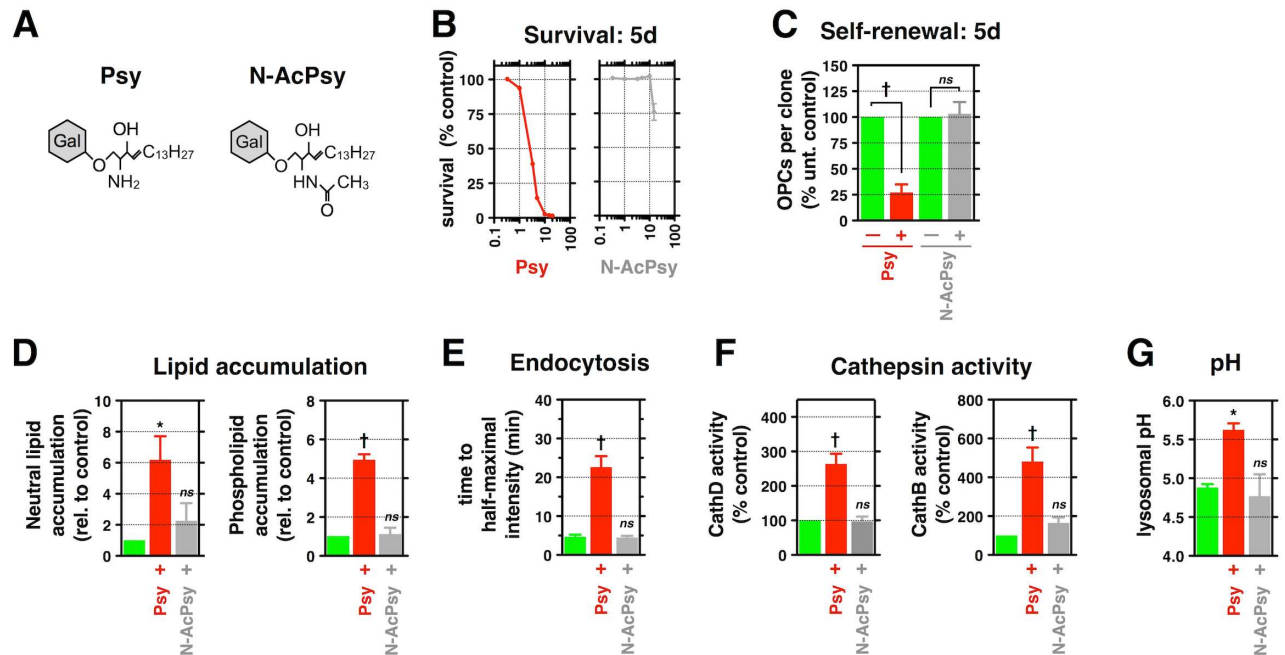 A
Psy
N-AcPsy
Gal
O
OH
NH2
C13H27
Gal
O
OH
C13H27
HN
CH3
O
B
Survival: 5d
survival (% control)
100
75
50
25
0
0.1
1
10
100
0.1
1
10
100
Psy
N-AcPsy
C
Self-renewal: 5d
OPCs per clone
(% unt. control)
150
125
100
75
50
25
0
†
ns
— + — +
Psy
N-AcPsy
D
Lipid accumulation
Neutral lipid
accumulation
(rel. to control)
10
8
6
4
2
0
*
ns
+ +
Psy
N-AcPsy
Phospholipid
accumulation
(rel. to control)
8
6
4
2
0
†
ns
+ +
Psy
N-AcPsy
E
Endocytosis
time to
half-maximal
intensity (min)
40
30
20
10
0
†
ns
+ +
Psy
N-AcPsy
F
Cathepsin activity
CathD activity
(% control)
400
300
200
100
0
†
ns
+ +
Psy
N-AcPsy
CathB activity
(% control)
800
600
400
200
0
†
ns
+ +
Psy
N-AcPsy
G
pH
lysosomal pH
6.0
5.5
5.0
4.5
4.0
*
ns
+ +
Psy
N-AcPsy